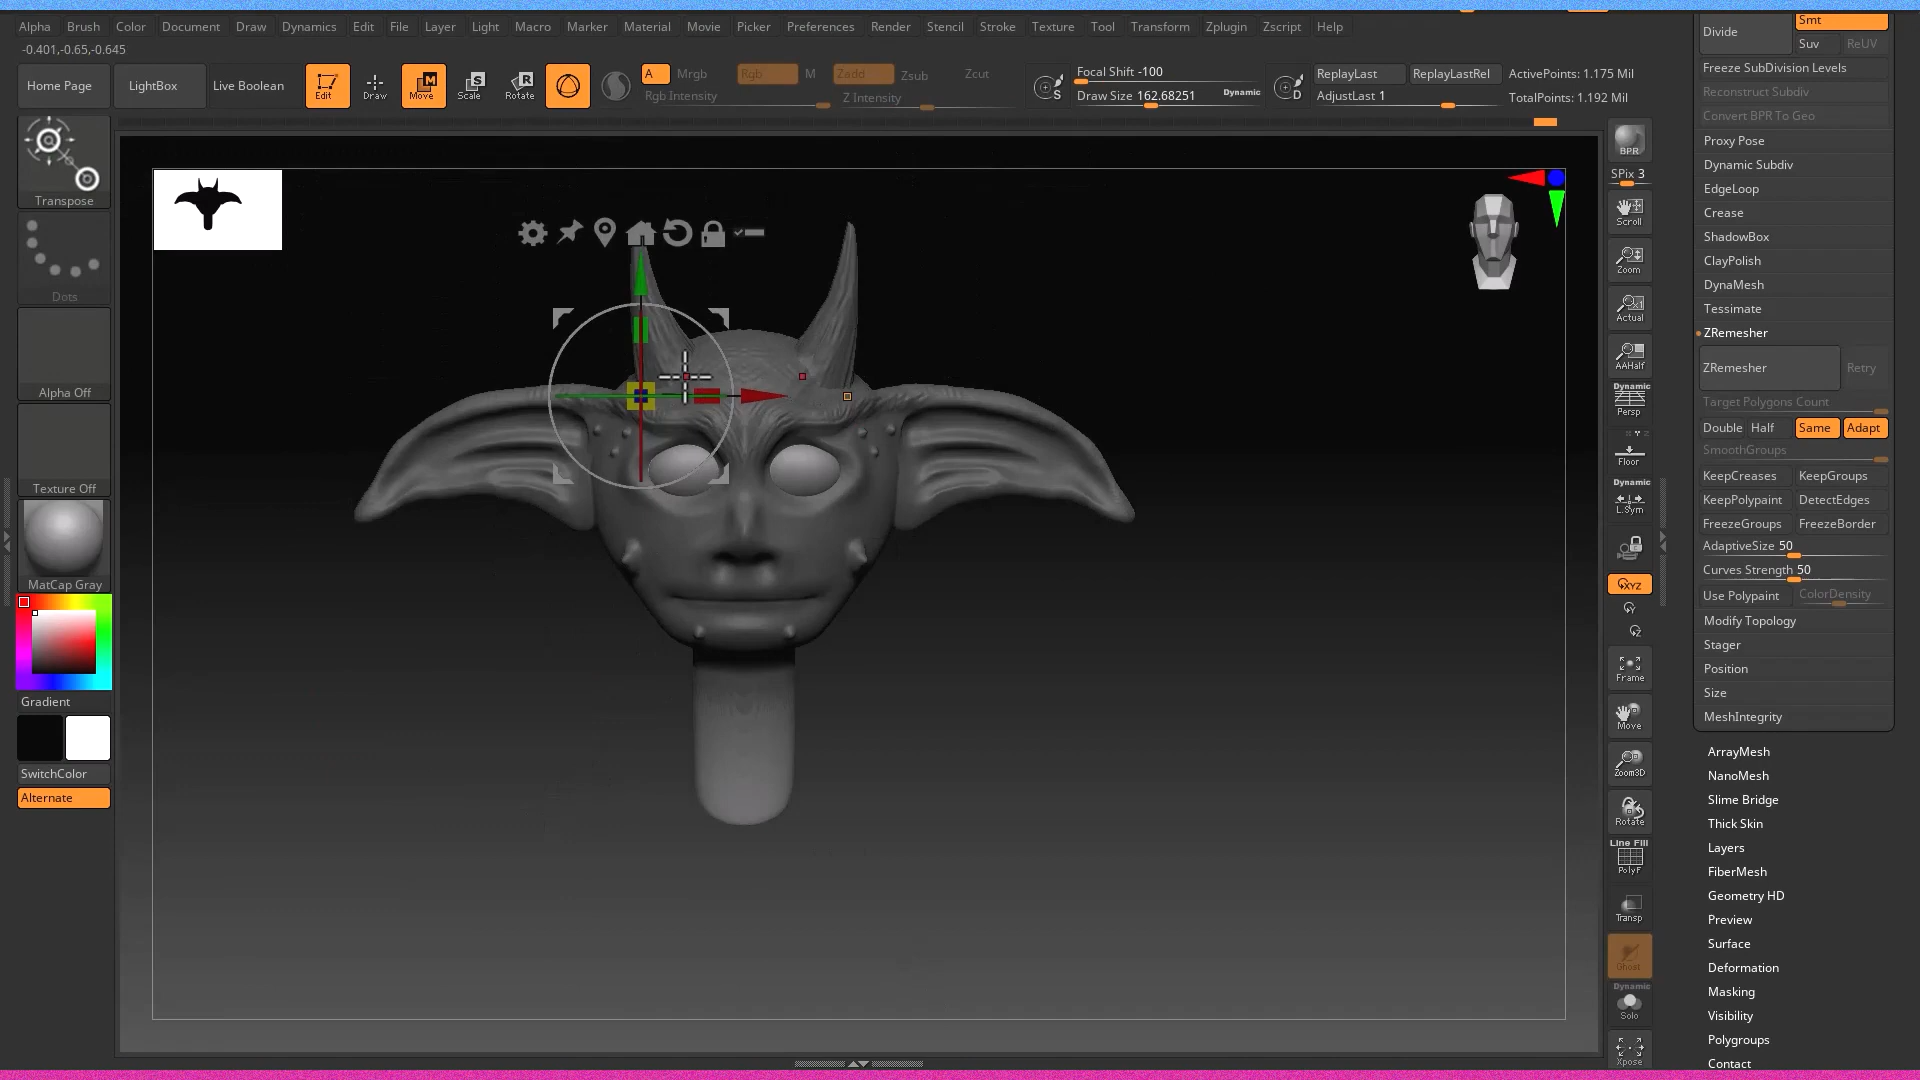 Alpha Brush Color Document Draw Dynamics Edit File Layer Light Macro Marker Material Movie Picker Preferences Render Stencil Stroke Texture Tool Transform Zplugin Zscript Help
-0.401,-0.65,-0.645
Home Page LightBox Live Boolean
Edit Draw Move Scale Rotate
A Mrgb Rgb M Zadd Zsub Zcut
Rgb Intensity Z Intensity
S
Focal Shift -100
Draw Size 162.68251 Dynamic
D
ReplayLast ReplayLastRel
AdjustLast 1
ActivePoints: 1.175 Mil
TotalPoints: 1.192 Mil
Transpose
Dots
Alpha Off
Texture Off
MatCap Gray
Gradient
SwitchColor
Alternate
BPR
SPix 3
Scroll
Zoom
Actual
AAHalf
Dynamic
Persp
Floor
Dynamic
L.Sym
XYZ
Y
Z
Frame
Move
Zoom3D
Rotate
Line Fill
PolyF
Transp
Ghost
Dynamic
Solo
Xpose
Divide Smt
Suv ReUV
Freeze SubDivision Levels
Reconstruct Subdiv
Convert BPR To Geo
Proxy Pose
Dynamic Subdiv
EdgeLoop
Crease
ShadowBox
ClayPolish
DynaMesh
Tessimate
ZRemesher
ZRemesher Retry
Target Polygons Count
Double Half Same Adapt
SmoothGroups
KeepCreases KeepGroups
KeepPolypaint DetectEdges
FreezeGroups FreezeBorder
AdaptiveSize 50
Curves Strength 50
Use Polypaint ColorDensity
Modify Topology
Stager
Position
Size
MeshIntegrity
ArrayMesh
NanoMesh
Slime Bridge
Thick Skin
Layers
FiberMesh
Geometry HD
Preview
Surface
Deformation
Masking
Visibility
Polygroups
Contact